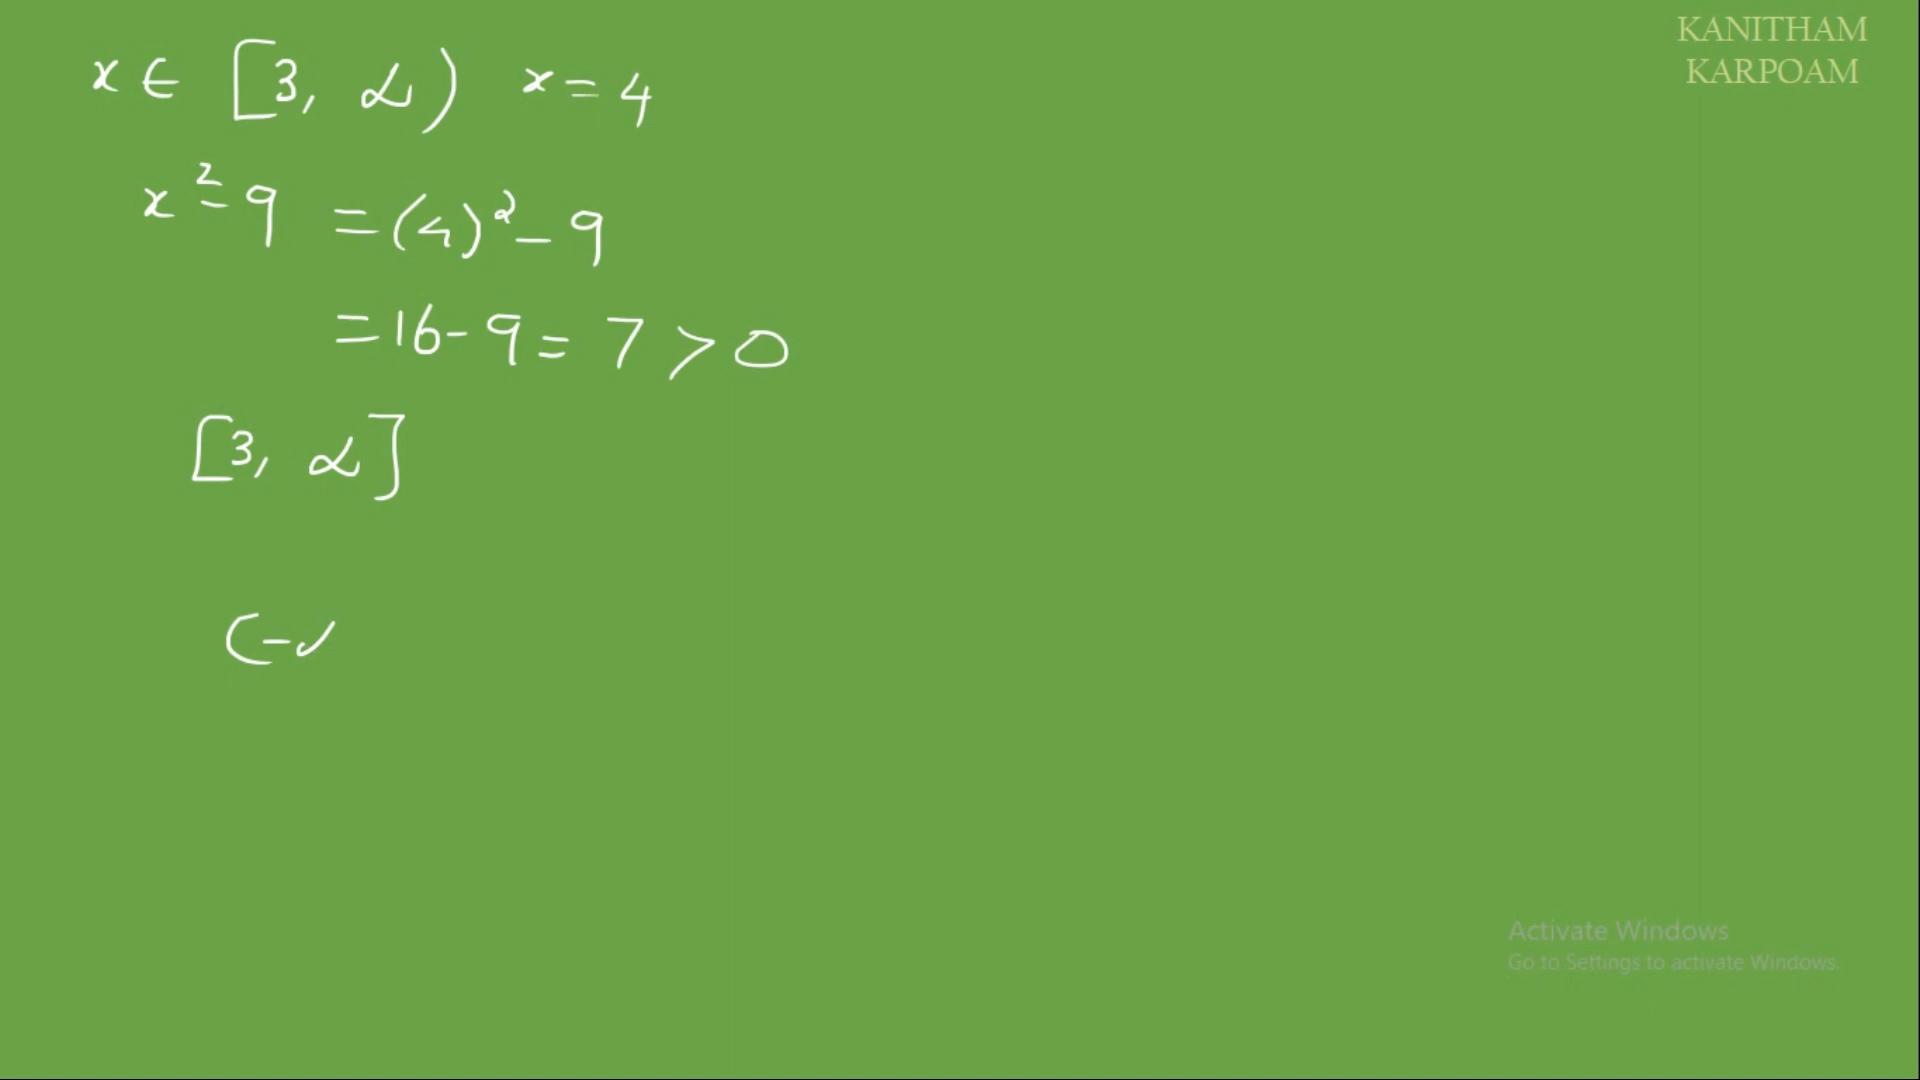 KANITHAM
KARPOAM
x ∈ [3, ∝) x = 4
x² - 9 = (4)² - 9
= 16 - 9 = 7 > 0
[3, ∝]
(-
Activate Windows
Go to Settings to activate Windows.